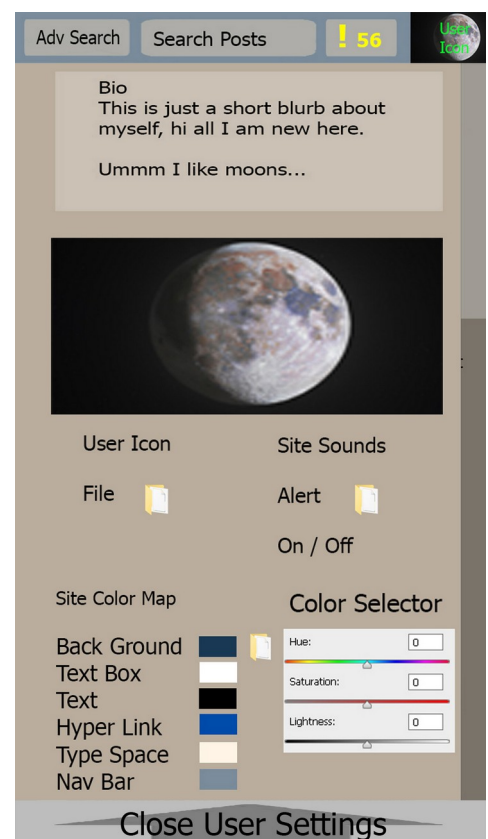 Adv Search
Search Posts
! 56
User
Icon
Bio
This is just a short blurb about
myself, hi all I am new here.
Ummm I like moons...
User Icon
Site Sounds
File
Alert
On / Off
Site Color Map
Color Selector
Back Ground
Text Box
Text
Hyper Link
Type Space
Nav Bar
Hue: 0
Saturation: 0
Lightness: 0
Close User Settings